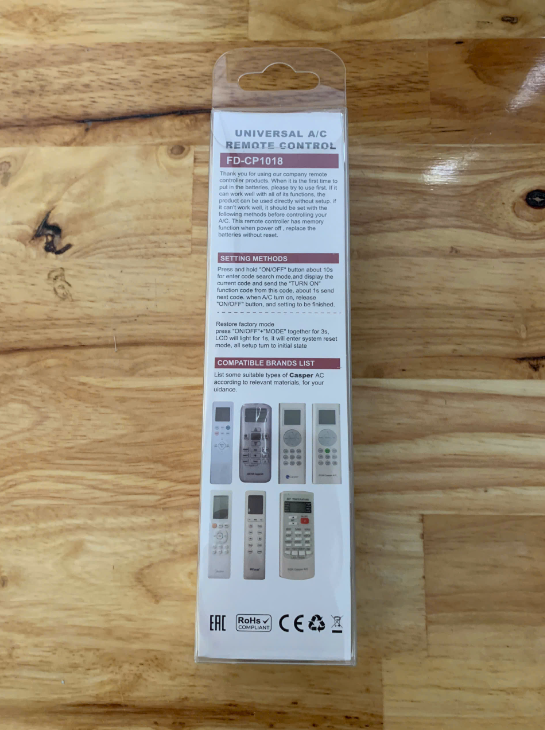 UNIVERSAL A/C
REMOTE CONTROL
FD-CP1018
Thank you for using our company remote
controller products. When it is the first time to
put in the batteries, please try to use first. If it
can work well with all of its functions, the
product can be used directly without setup. If
it can't work well, it should be set with the
following methods before controlling your
A/C. This remote controller has memory
function when power off , replace the
batteries without reset.
SETTING METHODS
Press and hold "ON/OFF" button about 10s
for enter code search mode,and display the
current code and send the "TURN ON"
function code from this code, about 1s send
next code, when A/C turn on, release
"ON/OFF" button, and setting to be finished.
Restore factory mode
press "ON/OFF"+"MODE" together for 3s,
LCD will light for 1s, it will enter system reset
mode, all setup turn to initial state
COMPATIBLE BRANDS LIST
List some suitable types of Casper AC
according to relevant materials, for your
uidance.
EAC
RoHs
COMPLIANT
CE